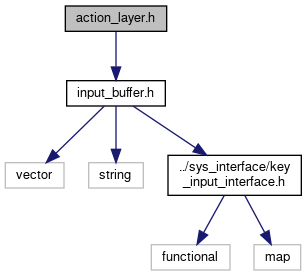 action_layer.h
input_buffer.h
vector
string
../sys_interface/key
_input_interface.h
functional
map